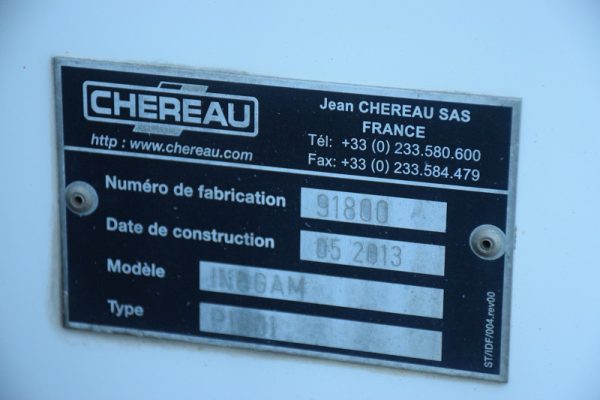 CHEREAU
http : www.chereau.com
Jean CHEREAU SAS
FRANCE
Tél: +33 (0) 233.580.600
Fax: +33 (0) 233.584.479
Numéro de fabrication 91800 A
Date de construction 05 2013
Modèle INOGAM
Type
ST/IDF/004.rev00